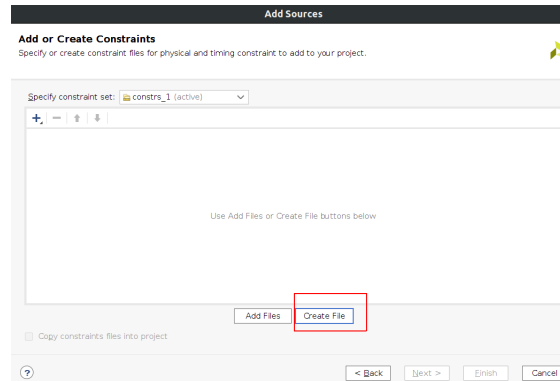 Add Sources
Add or Create Constraints
Specify or create constraint files for physical and timing constraint to add to your project.
Specify constraint set: constrs_1 (active)
Use Add Files or Create File buttons below
Add Files Create File
Copy constraints files into project
? < Back Next > Finish Cancel